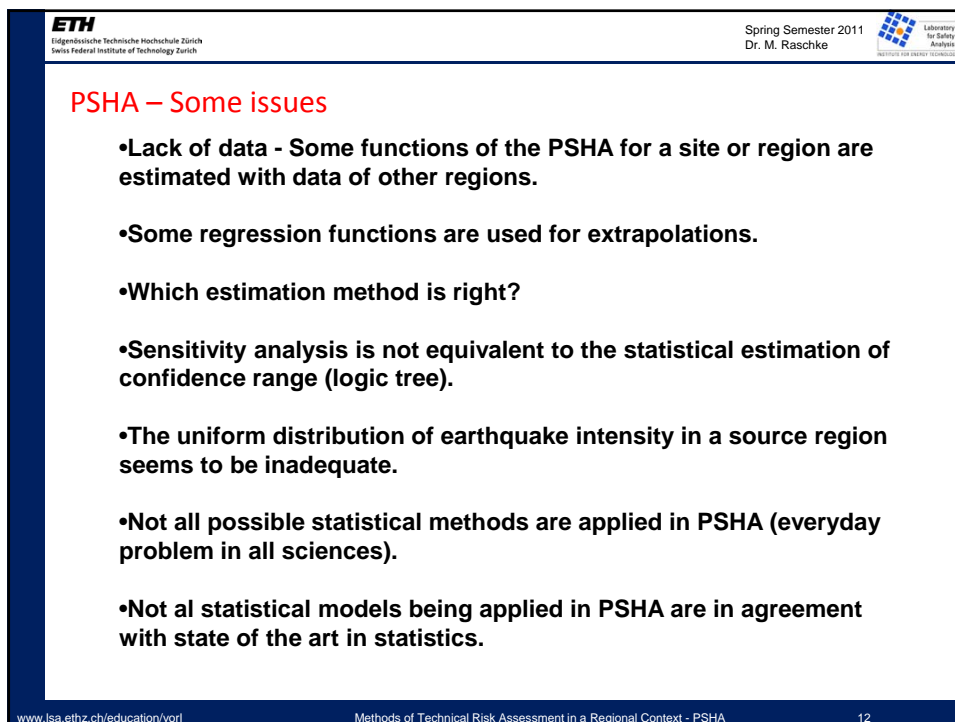 ETH
Eidgenössische Technische Hochschule Zürich
Swiss Federal Institute of Technology Zurich
Spring Semester 2011
Dr. M. Raschke
Laboratory
for Safety
Analysis
INSTITUTE FOR ENERGY TECHNOLOGY
PSHA – Some issues
•Lack of data - Some functions of the PSHA for a site or region are
estimated with data of other regions.
•Some regression functions are used for extrapolations.
•Which estimation method is right?
•Sensitivity analysis is not equivalent to the statistical estimation of
confidence range (logic tree).
•The uniform distribution of earthquake intensity in a source region
seems to be inadequate.
•Not all possible statistical methods are applied in PSHA (everyday
problem in all sciences).
•Not al statistical models being applied in PSHA are in agreement
with state of the art in statistics.
www.lsa.ethz.ch/education/vorl
Methods of Technical Risk Assessment in a Regional Context - PSHA
12